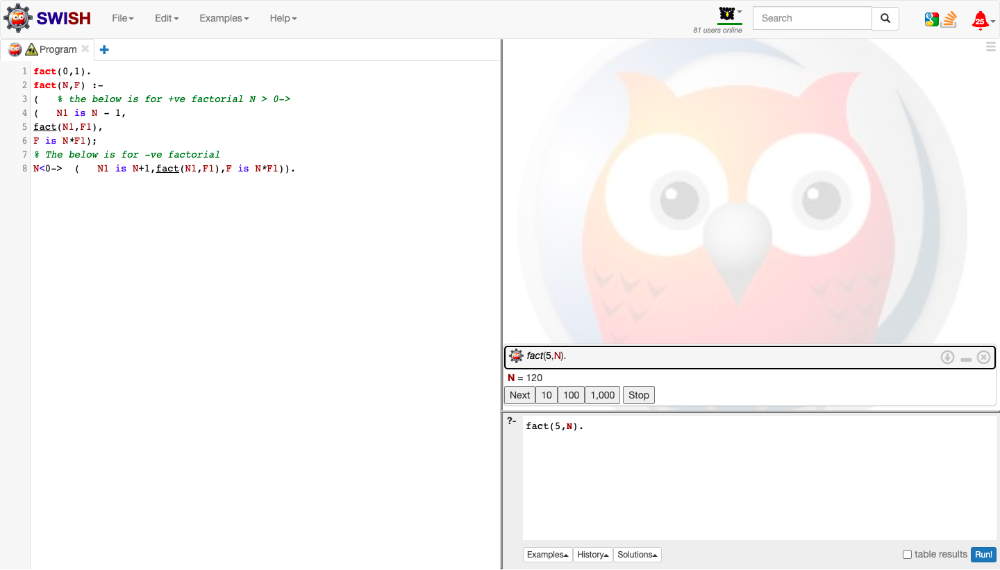 SWISH File Edit Examples Help
81 users online
Search
25
Program
1 fact(0,1).
2 fact(N,F) :-
3 (   % the below is for +ve factorial N > 0->
4 (   N1 is N - 1,
5 fact(N1,F1),
6 F is N*F1);
7 % The below is for -ve factorial
8 N<0->  (   N1 is N+1,fact(N1,F1),F is N*F1)).
fact(5,N).
N = 120
Next 10 100 1,000 Stop
?- fact(5,N).
Examples History Solutions table results Run!